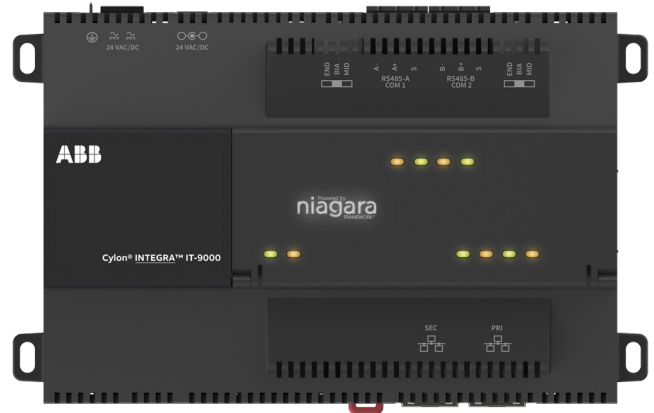 24 VAC/DC
24 VAC/DC
END
BIA
MID
A-
A+
S
RS485-A
COM 1
B-
B+
S
RS485-B
COM 2
END
BIA
MID
ABB
Powered by
niagara
FRAMEWORK®
Cylon® INTEGRA™ IT-9000
SEC
PRI